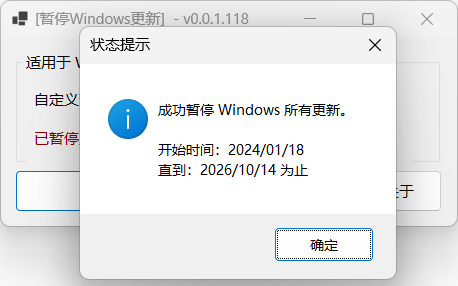 [暂停Windows更新] - v0.0.1.118
状态提示
适用于 W
自定义
已暂停
成功暂停 Windows 所有更新。
开始时间：2024/01/18
直到：2026/10/14 为止
于
确定